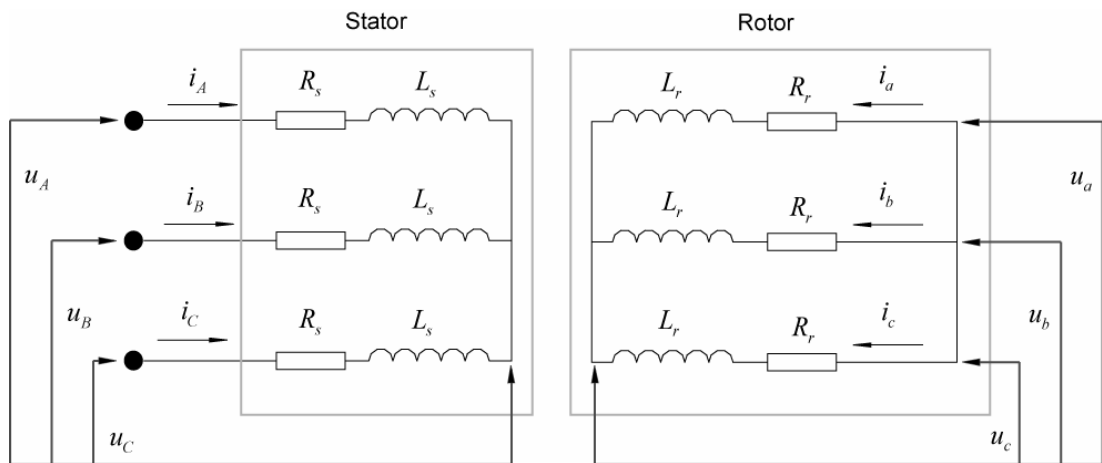 Stator
Rotor
i_A R_s L_s L_r R_r i_a
u_A u_a
i_B R_s L_s L_r R_r i_b
u_B u_b
i_C R_s L_s L_r R_r i_c
u_C u_c